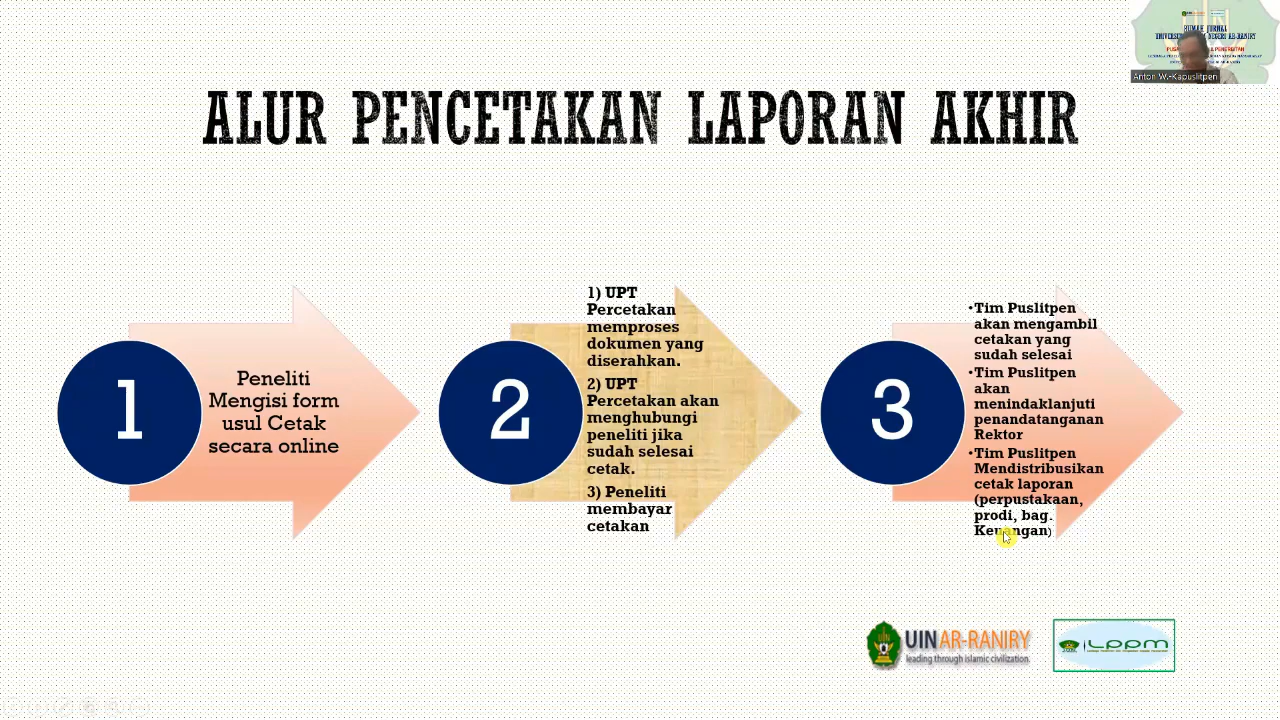 RUMAH JURNAL
Anton W.-Kapuslitpen
ALUR PENCETAKAN LAPORAN AKHIR
1
Peneliti
Mengisi form
usul Cetak
secara online
2
1) UPT
Percetakan
memproses
dokumen yang
diserahkan.
2) UPT
Percetakan akan
menghubungi
peneliti jika
sudah selesai
cetak.
3) Peneliti
membayar
cetakan
3
•Tim Puslitpen
akan mengambil
cetakan yang
sudah selesai
•Tim Puslitpen
akan
menindaklanjuti
penandatanganan
Rektor
•Tim Puslitpen
Mendistribusikan
cetak laporan
(perpustakaan,
prodi, bag.
Keuangan)
UIN AR-RANIRY
leading through islamic civilization
LPPM